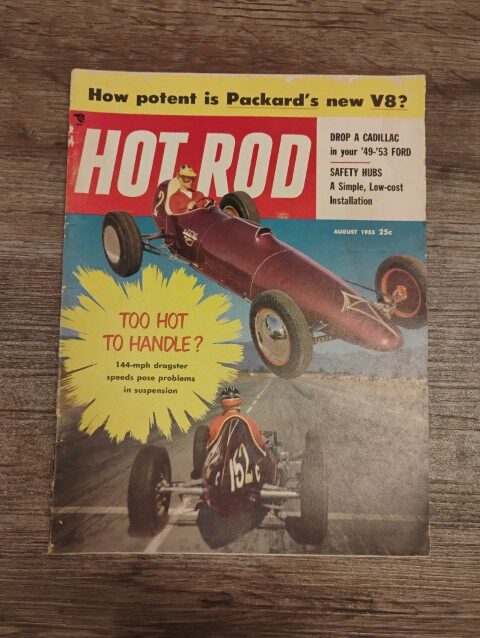 How potent is Packard's new V8?
HOT ROD
DROP A CADILLAC
in your '49-'53 FORD
SAFETY HUBS
A Simple, Low-cost
Installation
AUGUST 1955 25c
TOO HOT
TO HANDLE?
144-mph dragster
speeds pose problems
in suspension
152
C